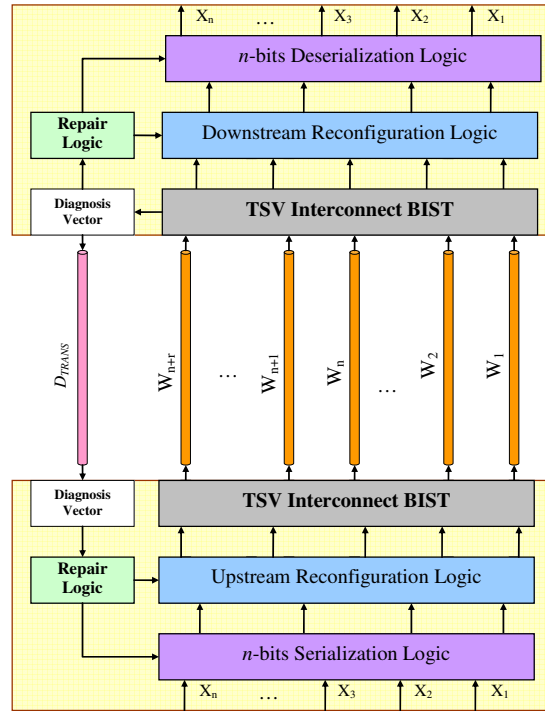 Xn … X3 X2 X1
n-bits Deserialization Logic
Repair Logic
Downstream Reconfiguration Logic
Diagnosis Vector
TSV Interconnect BIST
DTRANS
Wn+r … Wn+1 Wn … W2 W1
Diagnosis Vector
TSV Interconnect BIST
Repair Logic
Upstream Reconfiguration Logic
n-bits Serialization Logic
Xn … X3 X2 X1